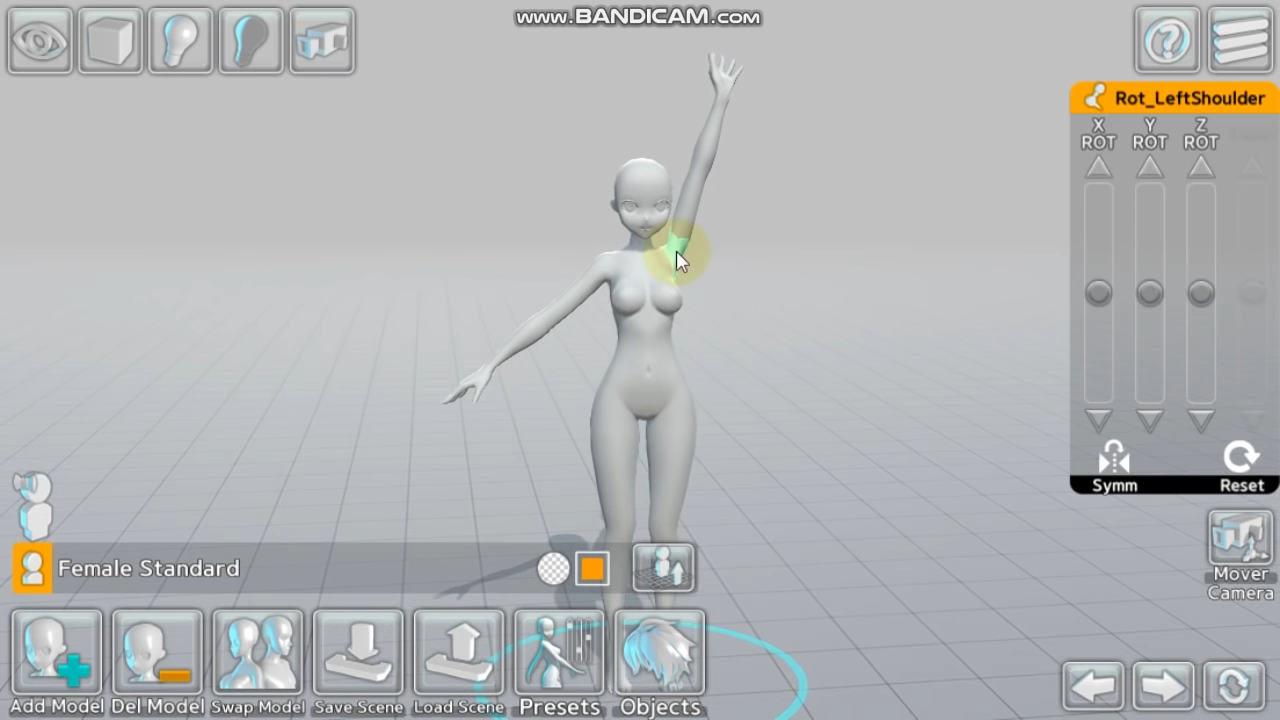 www.BANDICAM.com
Rot_LeftShoulder
X Y Z
ROT ROT ROT
Symm Reset
Mover
Camera
Female Standard
Add Model Del Model Swap Model Save Scene Load Scene Presets Objects